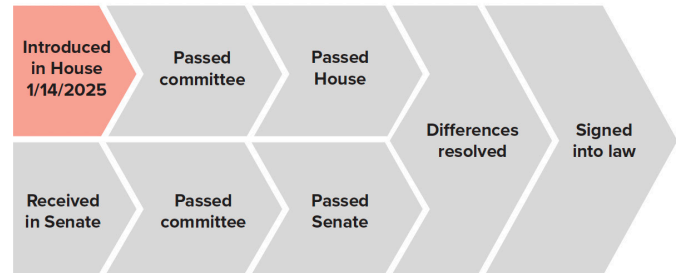 Introduced
in House
1/14/2025
Passed
committee
Passed
House
Differences
resolved
Signed
into law
Received
in Senate
Passed
committee
Passed
Senate